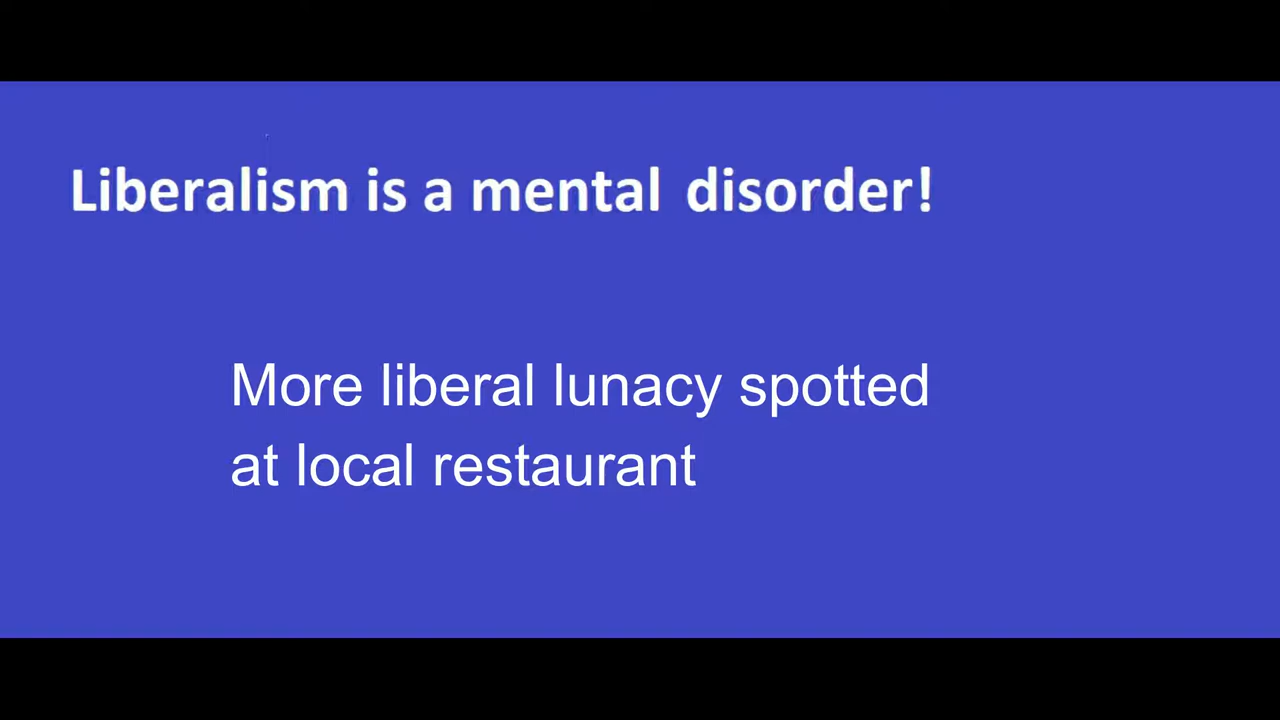 Liberalism is a mental disorder!
More liberal lunacy spotted
at local restaurant